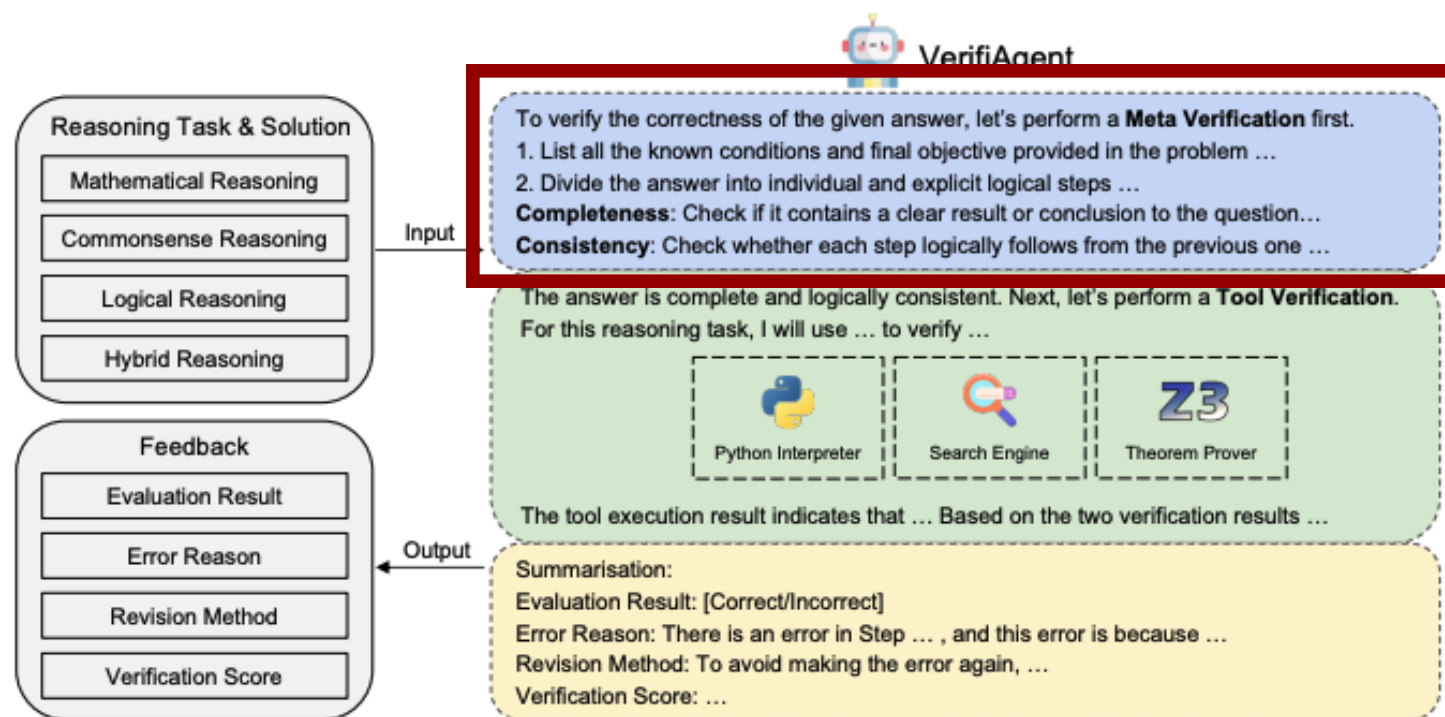 VerifiAgent
Reasoning Task & Solution
Mathematical Reasoning
Commonsense Reasoning
Logical Reasoning
Hybrid Reasoning
Input
To verify the correctness of the given answer, let's perform a Meta Verification first.
1. List all the known conditions and final objective provided in the problem …
2. Divide the answer into individual and explicit logical steps …
Completeness: Check if it contains a clear result or conclusion to the question…
Consistency: Check whether each step logically follows from the previous one …
The answer is complete and logically consistent. Next, let's perform a Tool Verification.
For this reasoning task, I will use … to verify …
Z3
Python Interpreter
Search Engine
Theorem Prover
The tool execution result indicates that … Based on the two verification results …
Feedback
Evaluation Result
Error Reason
Revision Method
Verification Score
Output
Summarisation:
Evaluation Result: [Correct/Incorrect]
Error Reason: There is an error in Step … , and this error is because …
Revision Method: To avoid making the error again, …
Verification Score: …